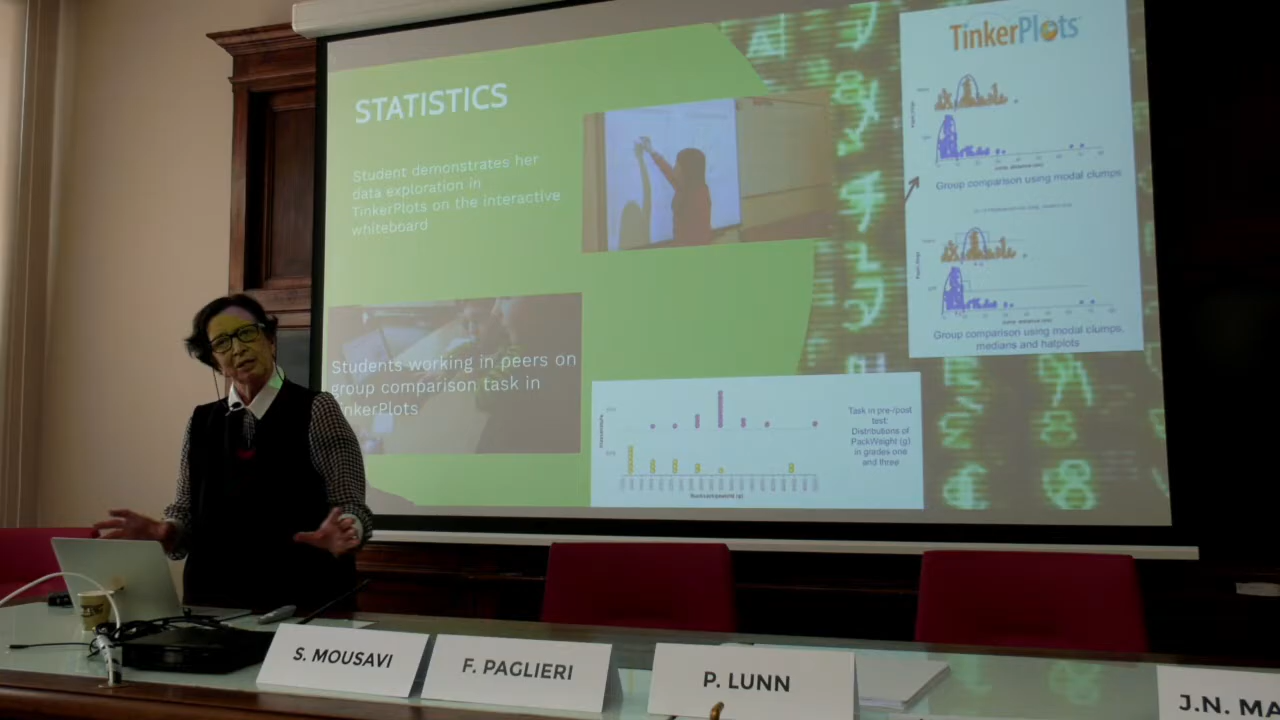 STATISTICS
Student demonstrates her
data exploration in
TinkerPlots on the interactive
whiteboard
Students working in peers on
group comparison task in
TinkerPlots
TinkerPlots
Group comparison using modal clumps
Group comparison using modal clumps,
medians and hatplots
Task in pre-/post
test:
Distributions of
PackWeight (g)
in grades one
and three
S. MOUSAVI
F. PAGLIERI
P. LUNN
J.N. MA